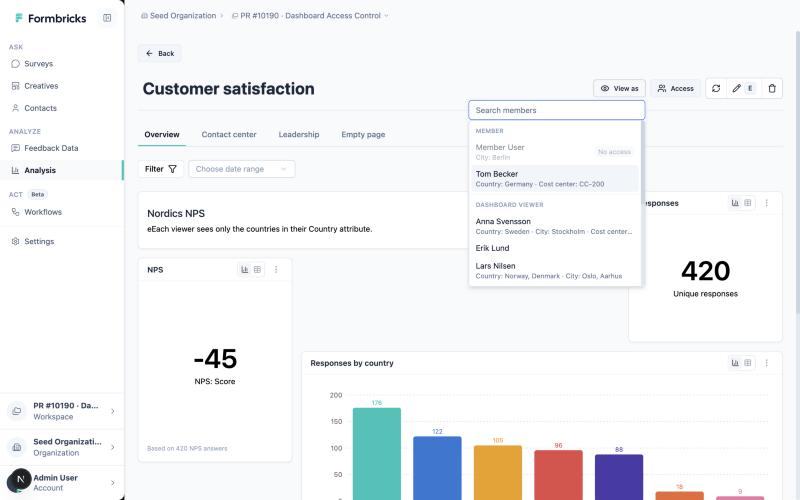 Formbricks
Seed Organization
PR #10190 · Dashboard Access Control
ASK
Surveys
Creatives
Contacts
ANALYZE
Feedback Data
Analysis
ACT
Beta
Workflows
Settings
PR #10190 · Da...
Workspace
Seed Organizati...
Organization
N
Admin User
Account
Back
Customer satisfaction
View as
Access
E
Search members
MEMBER
Member User
City: Berlin
No access
Tom Becker
Country: Germany · Cost center: CC-200
DASHBOARD VIEWER
Anna Svensson
Country: Sweden · City: Stockholm · Cost center...
Erik Lund
Lars Nilsen
Country: Norway, Denmark · City: Oslo, Aarhus
Overview
Contact center
Leadership
Empty page
Filter
Choose date range
Nordics NPS
eEach viewer sees only the countries in their Country attribute.
esponses
420
Unique responses
NPS
-45
NPS: Score
Based on 420 NPS answers
Responses by country
200
150
100
50
176
122
105
96
88
18
9